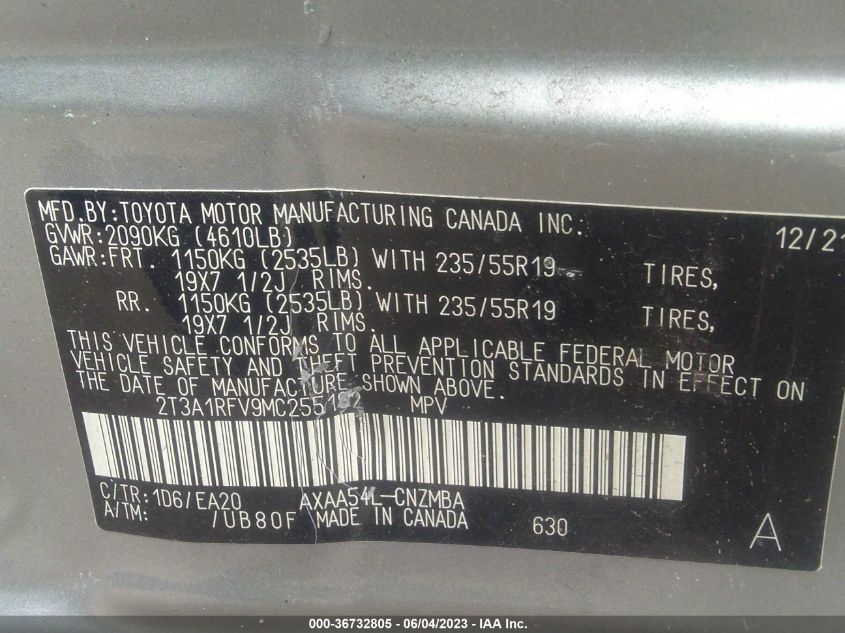 MFD.BY:TOYOTA MOTOR MANUFACTURING CANADA INC. 12/21
GVWR:2090KG (4610LB)
GAWR:FRT. 1150KG (2535LB) WITH 235/55R19 TIRES,
19X7 1/2J RIMS.
RR. 1150KG (2535LB) WITH 235/55R19 TIRES,
19X7 1/2J RIMS.
THIS VEHICLE CONFORMS TO ALL APPLICABLE FEDERAL MOTOR
VEHICLE SAFETY AND THEFT PREVENTION STANDARDS IN EFFECT ON
THE DATE OF MANUFACTURE SHOWN ABOVE.
MPV
C/TR:1D6/EA20 AXAA54L-CNZMBA
A/TM: /UB80F MADE IN CANADA 630 A
000-36732805 - 06/04/2023 - IAA Inc.